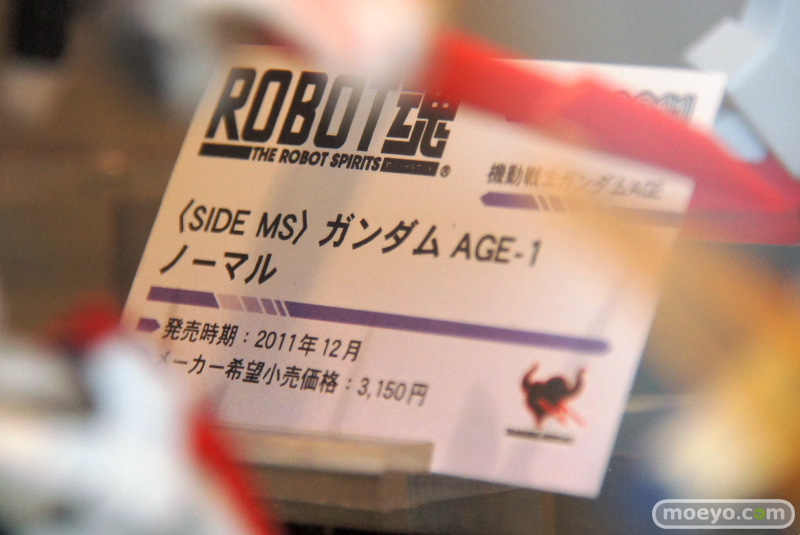 ROBOT魂
THE ROBOT SPIRITS
®
機動戦士ガンダムAGE
〈SIDE MS〉ガンダム AGE-1
ノーマル
発売時期：2011年12月
メーカー希望小売価格：3,150円
moeyo.com